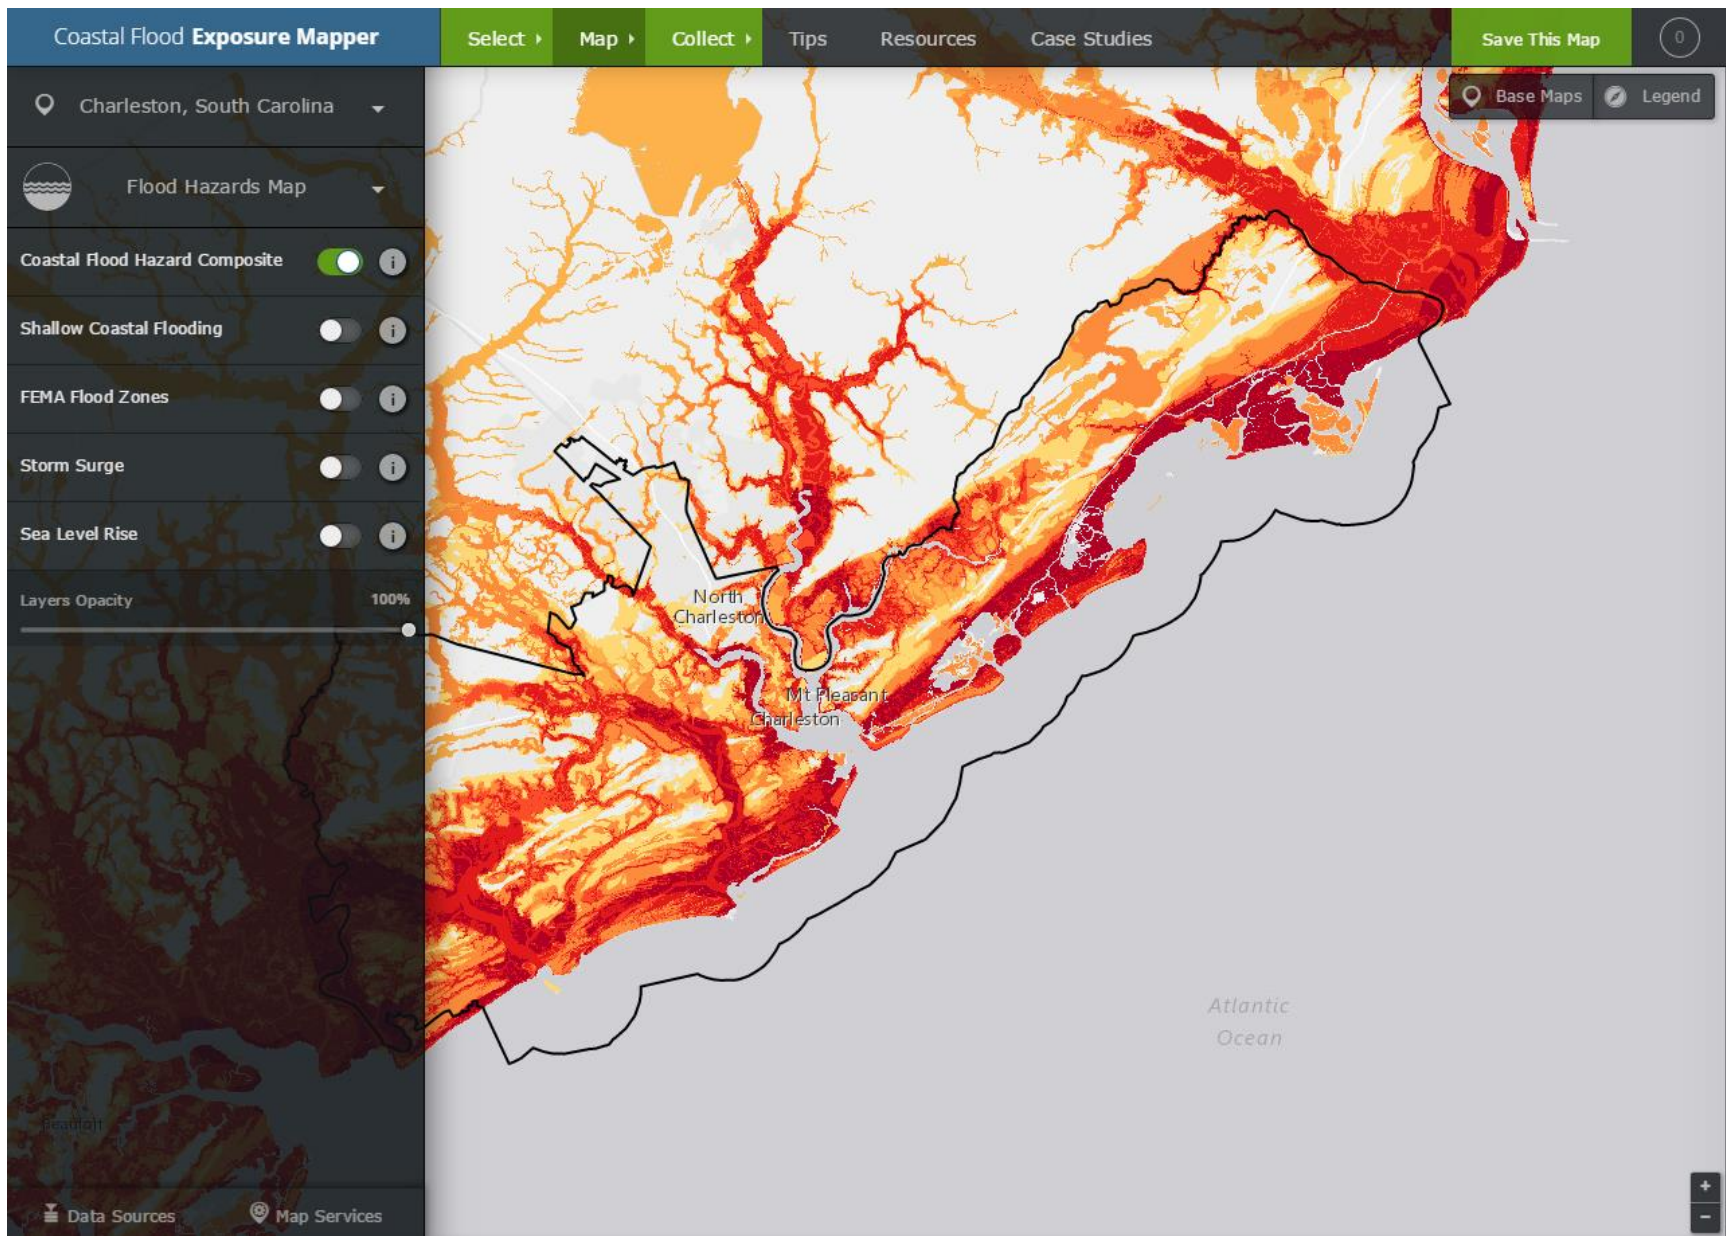 Coastal Flood Exposure Mapper
Select
Map
Collect
Tips
Resources
Case Studies
Save This Map
0
Charleston, South Carolina
Base Maps
Legend
Flood Hazards Map
Coastal Flood Hazard Composite
i
Shallow Coastal Flooding
i
FEMA Flood Zones
i
Storm Surge
i
Sea Level Rise
i
Layers Opacity
100%
North
Charleston
Mt Pleasant
Charleston
Atlantic
Ocean
Beaufort
+
−
Data Sources
Map Services